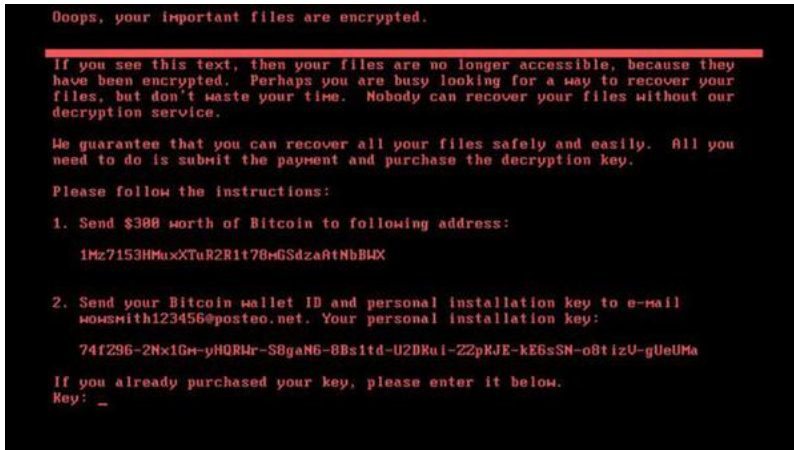 Ooops, your important files are encrypted.
If you see this text, then your files are no longer accessible, because they
have been encrypted. Perhaps you are busy looking for a way to recover your
files, but don't waste your time. Nobody can recover your files without our
decryption service.
We guarantee that you can recover all your files safely and easily. All you
need to do is submit the payment and purchase the decryption key.
Please follow the instructions:
1. Send $300 worth of Bitcoin to following address:
1Mz7153HMuxXTuR2R1t78mGSdzaAtNbBWX
2. Send your Bitcoin wallet ID and personal installation key to e-mail
wowsmith123456@posteo.net. Your personal installation key:
74fZ96-2Nx1Gm-yHQRWr-S8gaN6-8Bs1td-U2DKui-ZZpKJE-kE6sSN-o8tizV-gUeUMa
If you already purchased your key, please enter it below.
Key: _